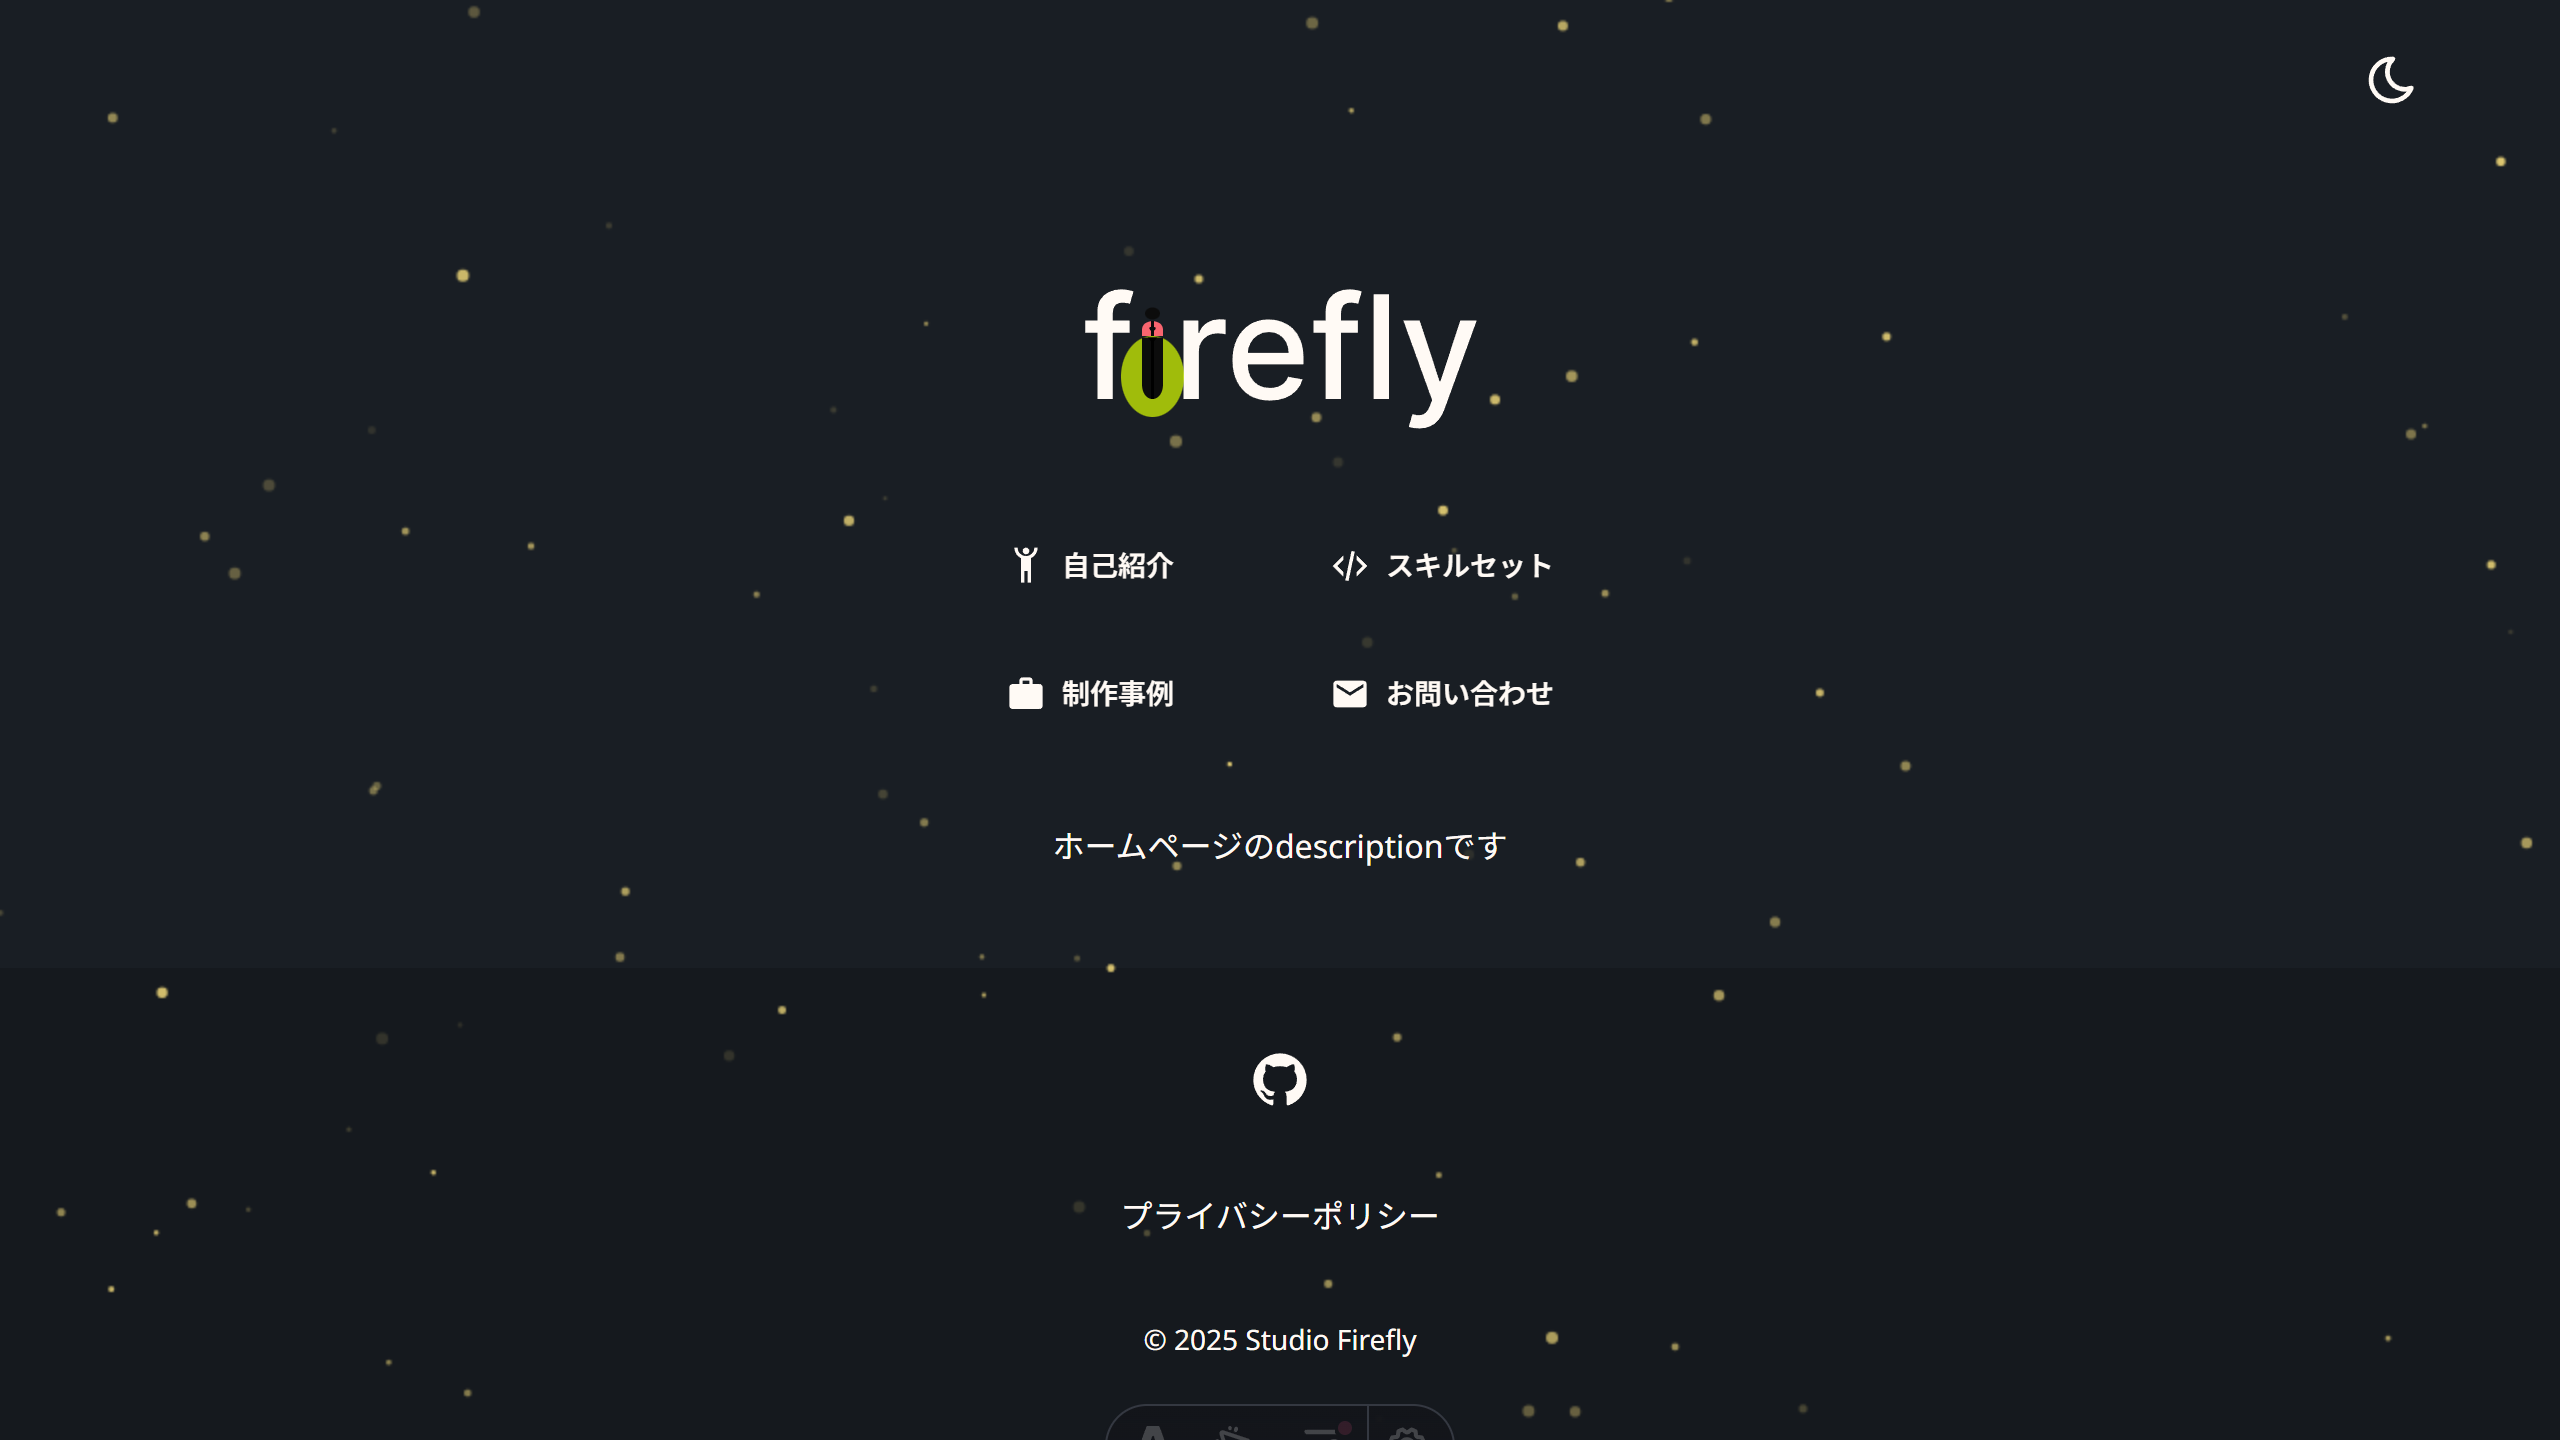 firefly
自己紹介
スキルセット
制作事例
お問い合わせ
ホームページのdescriptionです
プライバシーポリシー
© 2025 Studio Firefly